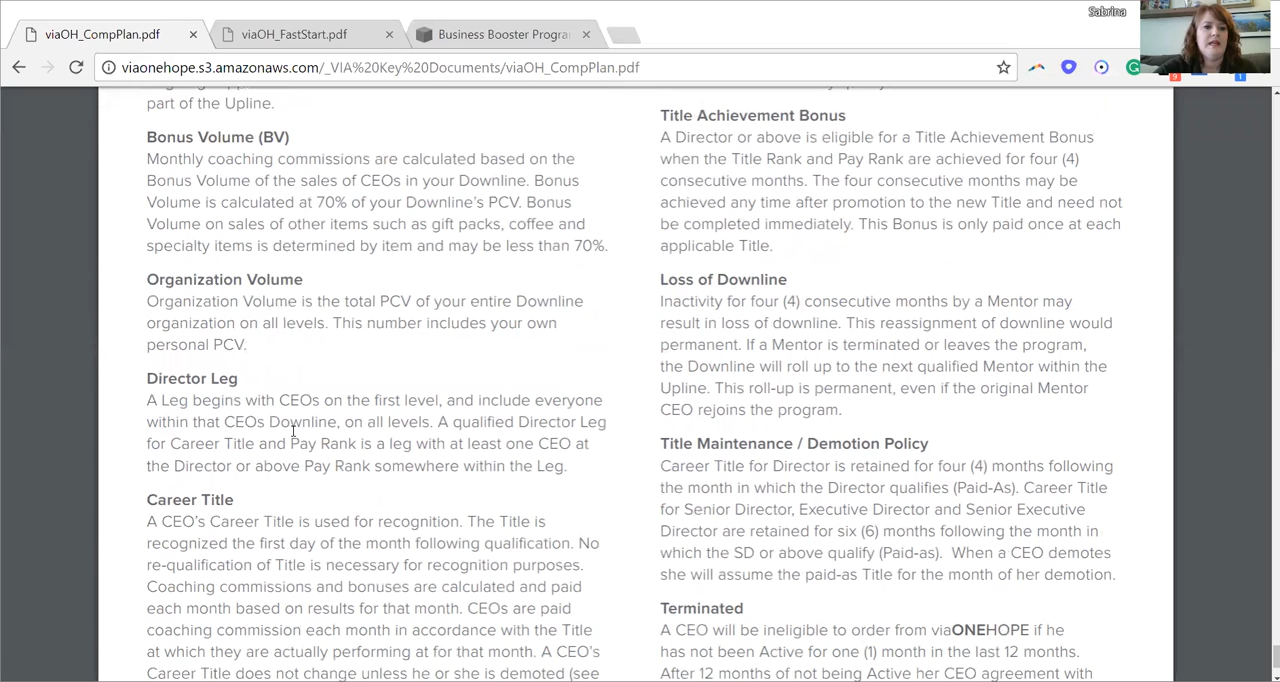 Sabrina
viaOH_CompPlan.pdf
viaOH_FastStart.pdf
Business Booster Progra
viaonehope.s3.amazonaws.com/_VIA%20Key%20Documents/viaOH_CompPlan.pdf
9
1
part of the Upline.
Bonus Volume (BV)
Monthly coaching commissions are calculated based on the
Bonus Volume of the sales of CEOs in your Downline. Bonus
Volume is calculated at 70% of your Downline's PCV. Bonus
Volume on sales of other items such as gift packs, coffee and
specialty items is determined by item and may be less than 70%.
Organization Volume
Organization Volume is the total PCV of your entire Downline
organization on all levels. This number includes your own
personal PCV.
Director Leg
A Leg begins with CEOs on the first level, and include everyone
within that CEOs Downline, on all levels. A qualified Director Leg
for Career Title and Pay Rank is a leg with at least one CEO at
the Director or above Pay Rank somewhere within the Leg.
Career Title
A CEO's Career Title is used for recognition. The Title is
recognized the first day of the month following qualification. No
re-qualification of Title is necessary for recognition purposes.
Coaching commissions and bonuses are calculated and paid
each month based on results for that month. CEOs are paid
coaching commission each month in accordance with the Title
at which they are actually performing at for that month. A CEO's
Career Title does not change unless he or she is demoted (see
Title Achievement Bonus
A Director or above is eligible for a Title Achievement Bonus
when the Title Rank and Pay Rank are achieved for four (4)
consecutive months. The four consecutive months may be
achieved any time after promotion to the new Title and need not
be completed immediately. This Bonus is only paid once at each
applicable Title.
Loss of Downline
Inactivity for four (4) consecutive months by a Mentor may
result in loss of downline. This reassignment of downline would
permanent. If a Mentor is terminated or leaves the program,
the Downline will roll up to the next qualified Mentor within the
Upline. This roll-up is permanent, even if the original Mentor
CEO rejoins the program.
Title Maintenance / Demotion Policy
Career Title for Director is retained for four (4) months following
the month in which the Director qualifies (Paid-As). Career Title
for Senior Director, Executive Director and Senior Executive
Director are retained for six (6) months following the month in
which the SD or above qualify (Paid-as). When a CEO demotes
she will assume the paid-as Title for the month of her demotion.
Terminated
A CEO will be ineligible to order from viaONEHOPE if he
has not been Active for one (1) month in the last 12 months.
After 12 months of not being Active her CEO agreement with